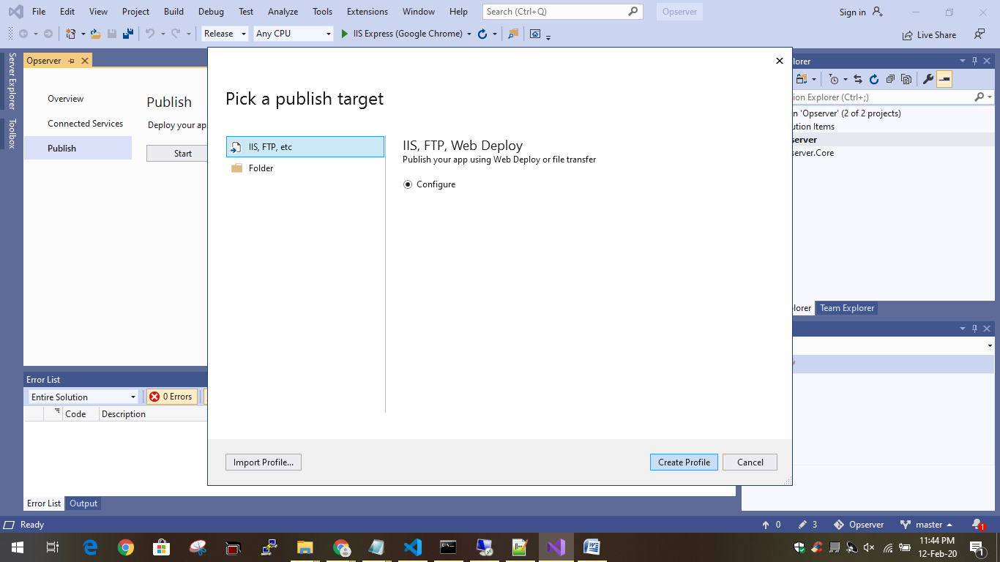 File Edit View Project Build Debug Test Analyze Tools Extensions Window Help Search (Ctrl+Q) Opserver Sign in
Release Any CPU IIS Express (Google Chrome) Live Share
Server Explorer
Toolbox
Opserver
Overview
Connected Services
Publish
Publish
Deploy your ap
Start
Pick a publish target
IIS, FTP, etc
Folder
IIS, FTP, Web Deploy
Publish your app using Web Deploy or file transfer
Configure
Import Profile...
Create Profile
Cancel
lorer
ion Explorer (Ctrl+;)
n 'Opserver' (2 of 2 projects)
ution Items
server
server.Core
lorer Team Explorer
Error List
Entire Solution 0 Errors
Code Description
Error List Output
Ready 0 3 Opserver master 1
11:44 PM
12-Feb-20
1